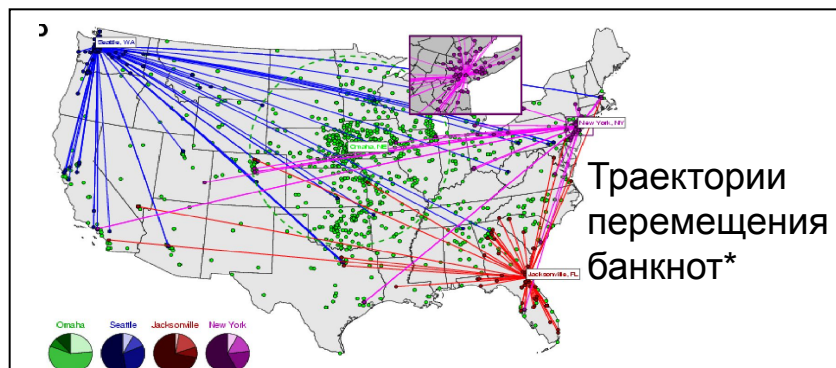 Seattle, WA
New York, NY
Omaha, NE
Траектории
перемещения
банкнот*
Jacksonville, FL
Omaha
Seattle
Jacksonville
New York